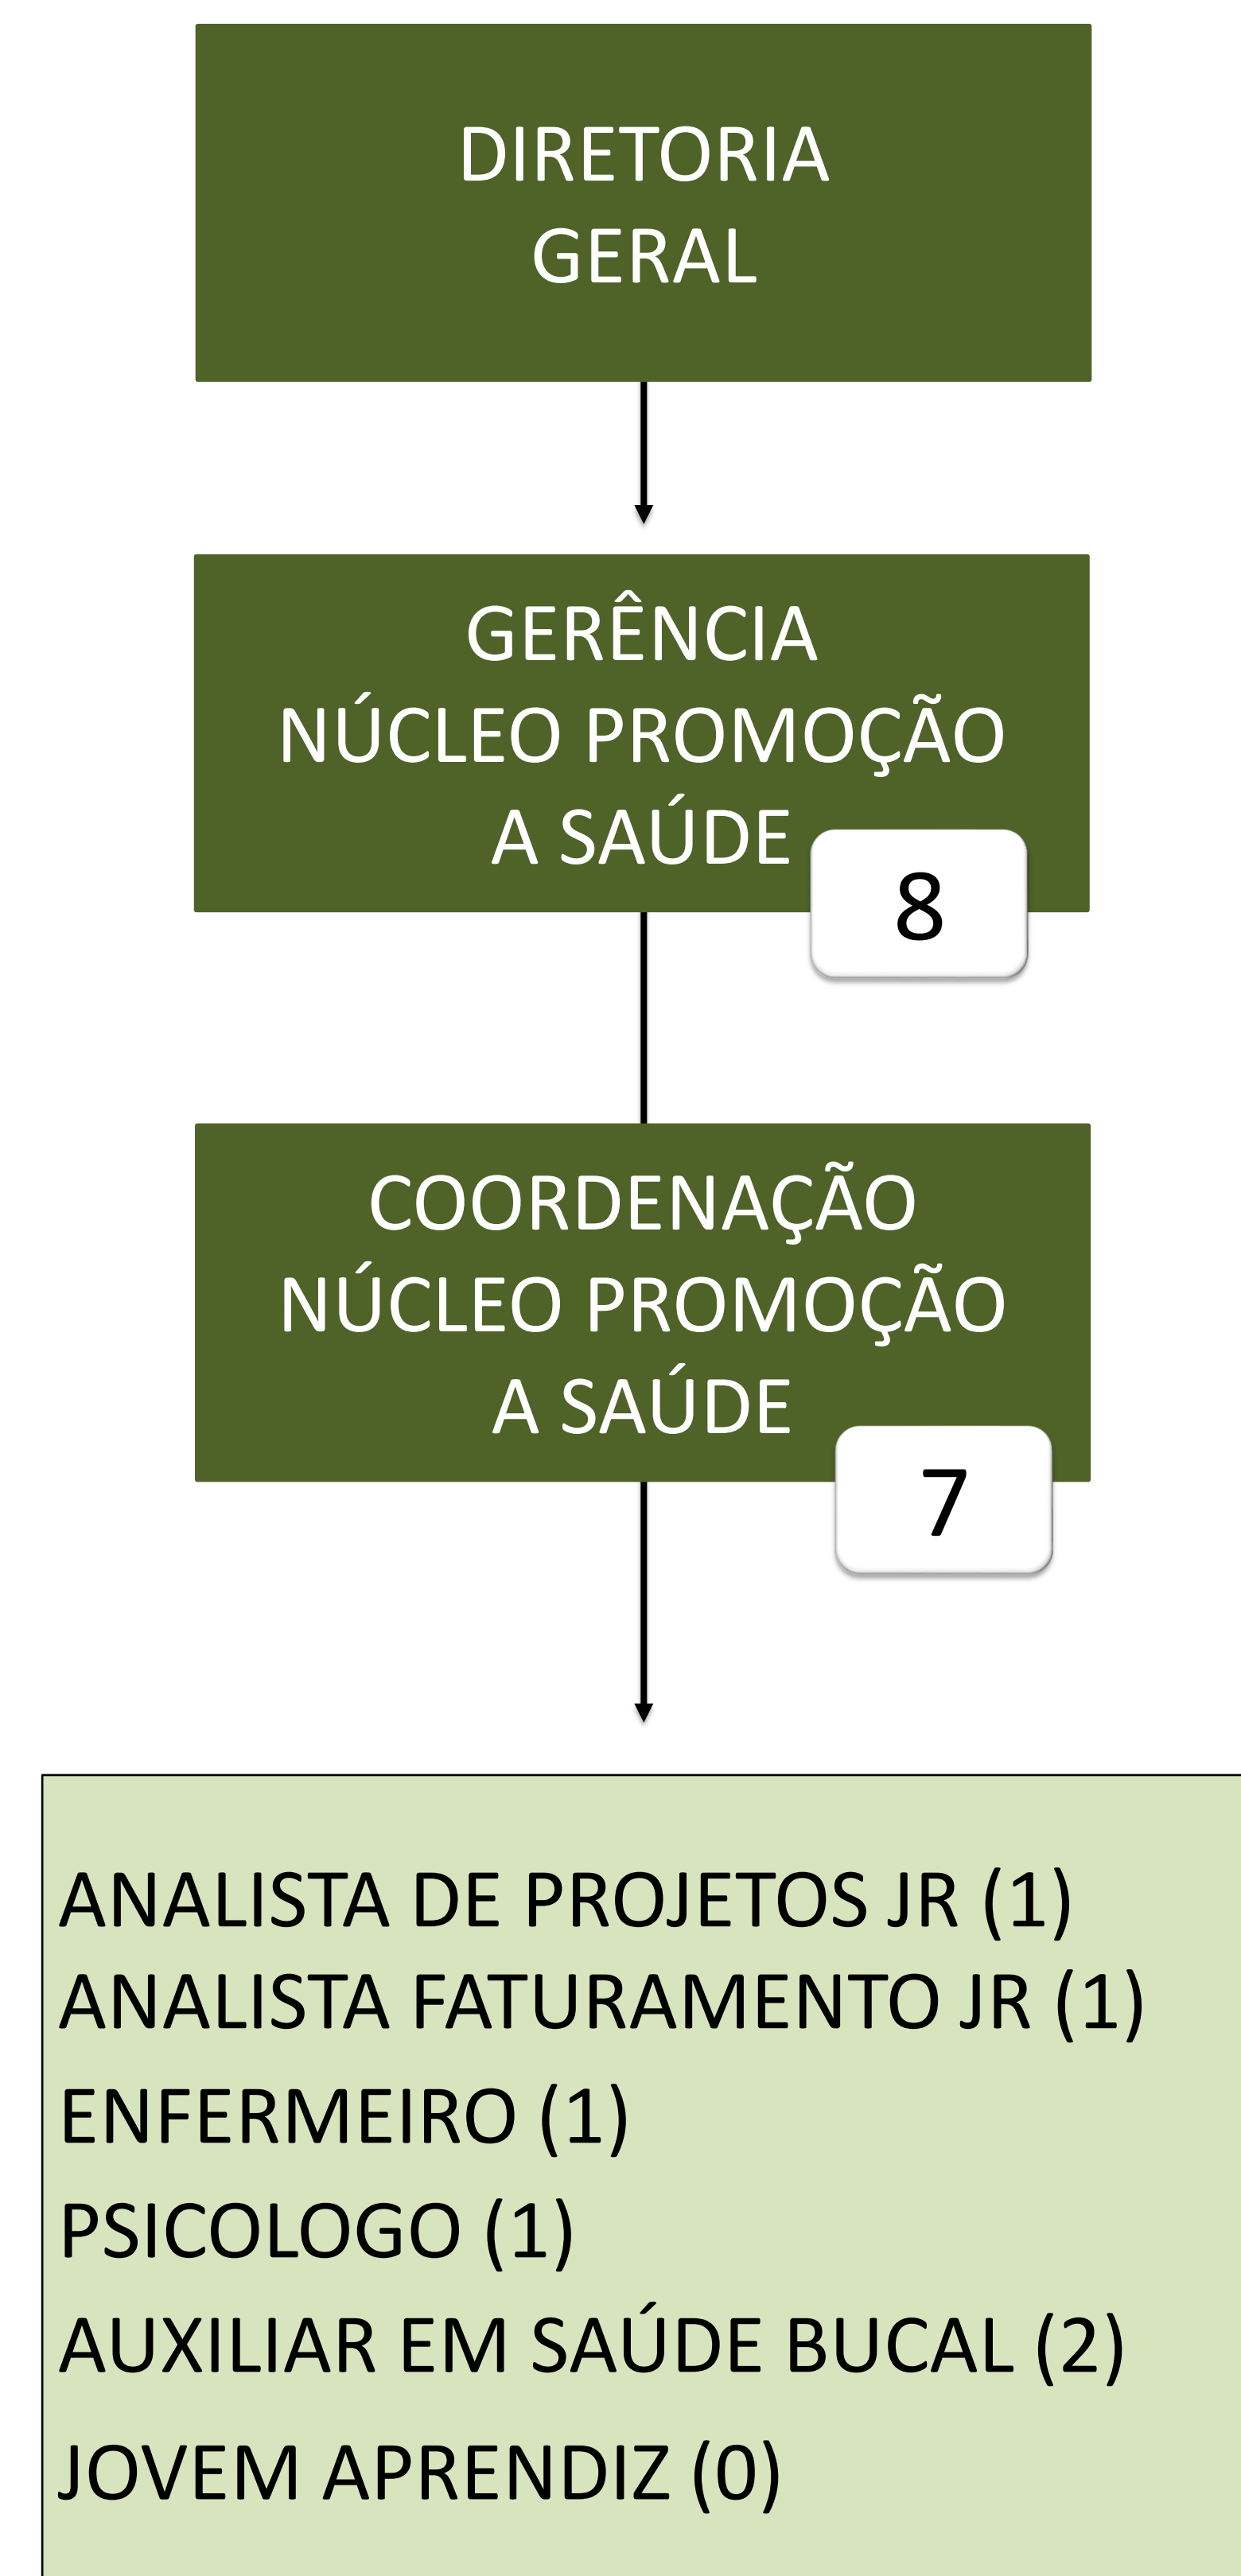 DIRETORIA
GERAL
GERÊNCIA
NÚCLEO PROMOÇÃO
A SAÚDE
8
COORDENAÇÃO
NÚCLEO PROMOÇÃO
A SAÚDE
7
ANALISTA DE PROJETOS JR (1)
ANALISTA FATURAMENTO JR (1)
ENFERMEIRO (1)
PSICOLOGO (1)
AUXILIAR EM SAÚDE BUCAL (2)
JOVEM APRENDIZ (0)